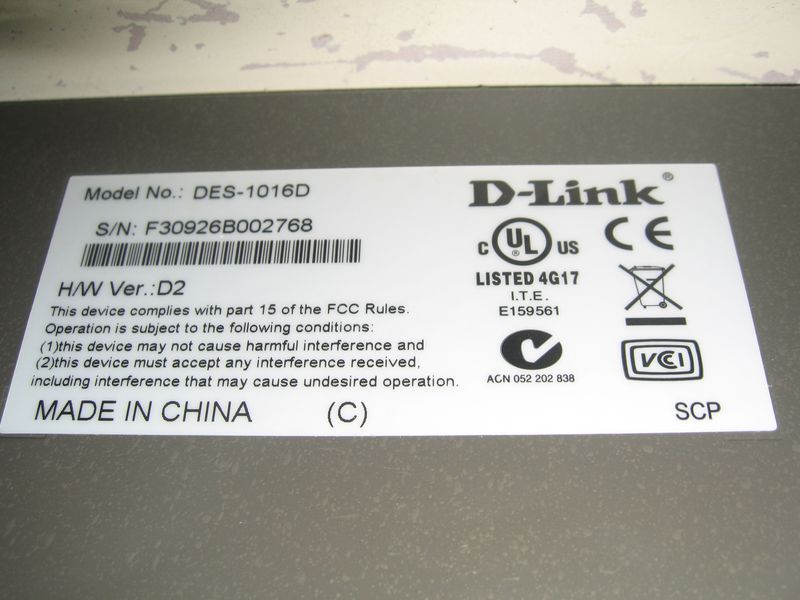 Model No.: DES-1016D
S/N: F30926B002768
H/W Ver.:D2
This device complies with part 15 of the FCC Rules.
Operation is subject to the following conditions:
(1)this device may not cause harmful interference and
(2)this device must accept any interference received,
including interference that may cause undesired operation.
MADE IN CHINA (C)
D-Link®
C UL US
LISTED 4G17
I.T.E.
E159561
CE
ACN 052 202 838
VCCI
SCP